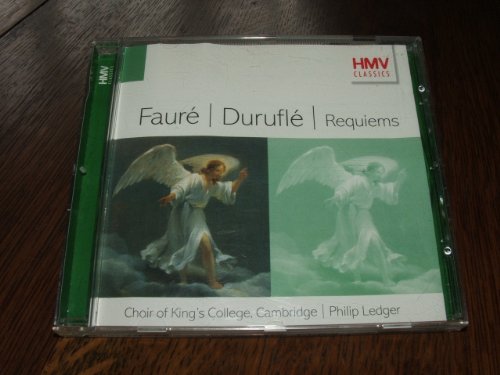 HMV
CLASSICS
HMV
Fauré | Duruflé | Requiems
Choir of King's College, Cambridge | Philip Ledger